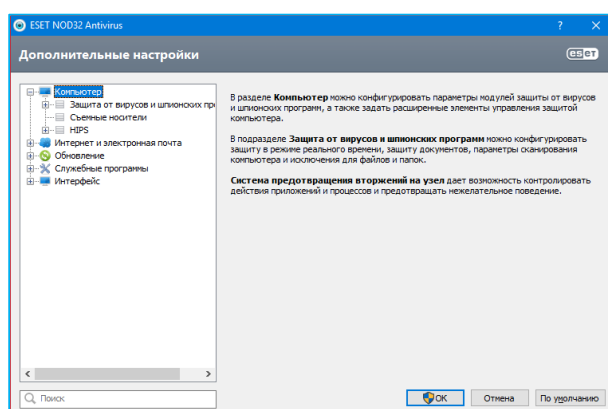 ESET NOD32 Antivirus
Дополнительные настройки
eset
Компьютер
Защита от вирусов и шпионских пр
Съемные носители
HIPS
Интернет и электронная почта
Обновление
Служебные программы
Интерфейс
В разделе Компьютер можно конфигурировать параметры модулей защиты от вирусов
и шпионских программ, а также задать расширенные элементы управления защитой
компьютера.
В подразделе Защита от вирусов и шпионских программ можно конфигурировать
защиту в режиме реального времени, защиту документов, параметры сканирования
компьютера и исключения для файлов и папок.
Система предотвращения вторжений на узел дает возможность контролировать
действия приложений и процессов и предотвращать нежелательное поведение.
Поиск
OK
Отмена
По умолчанию